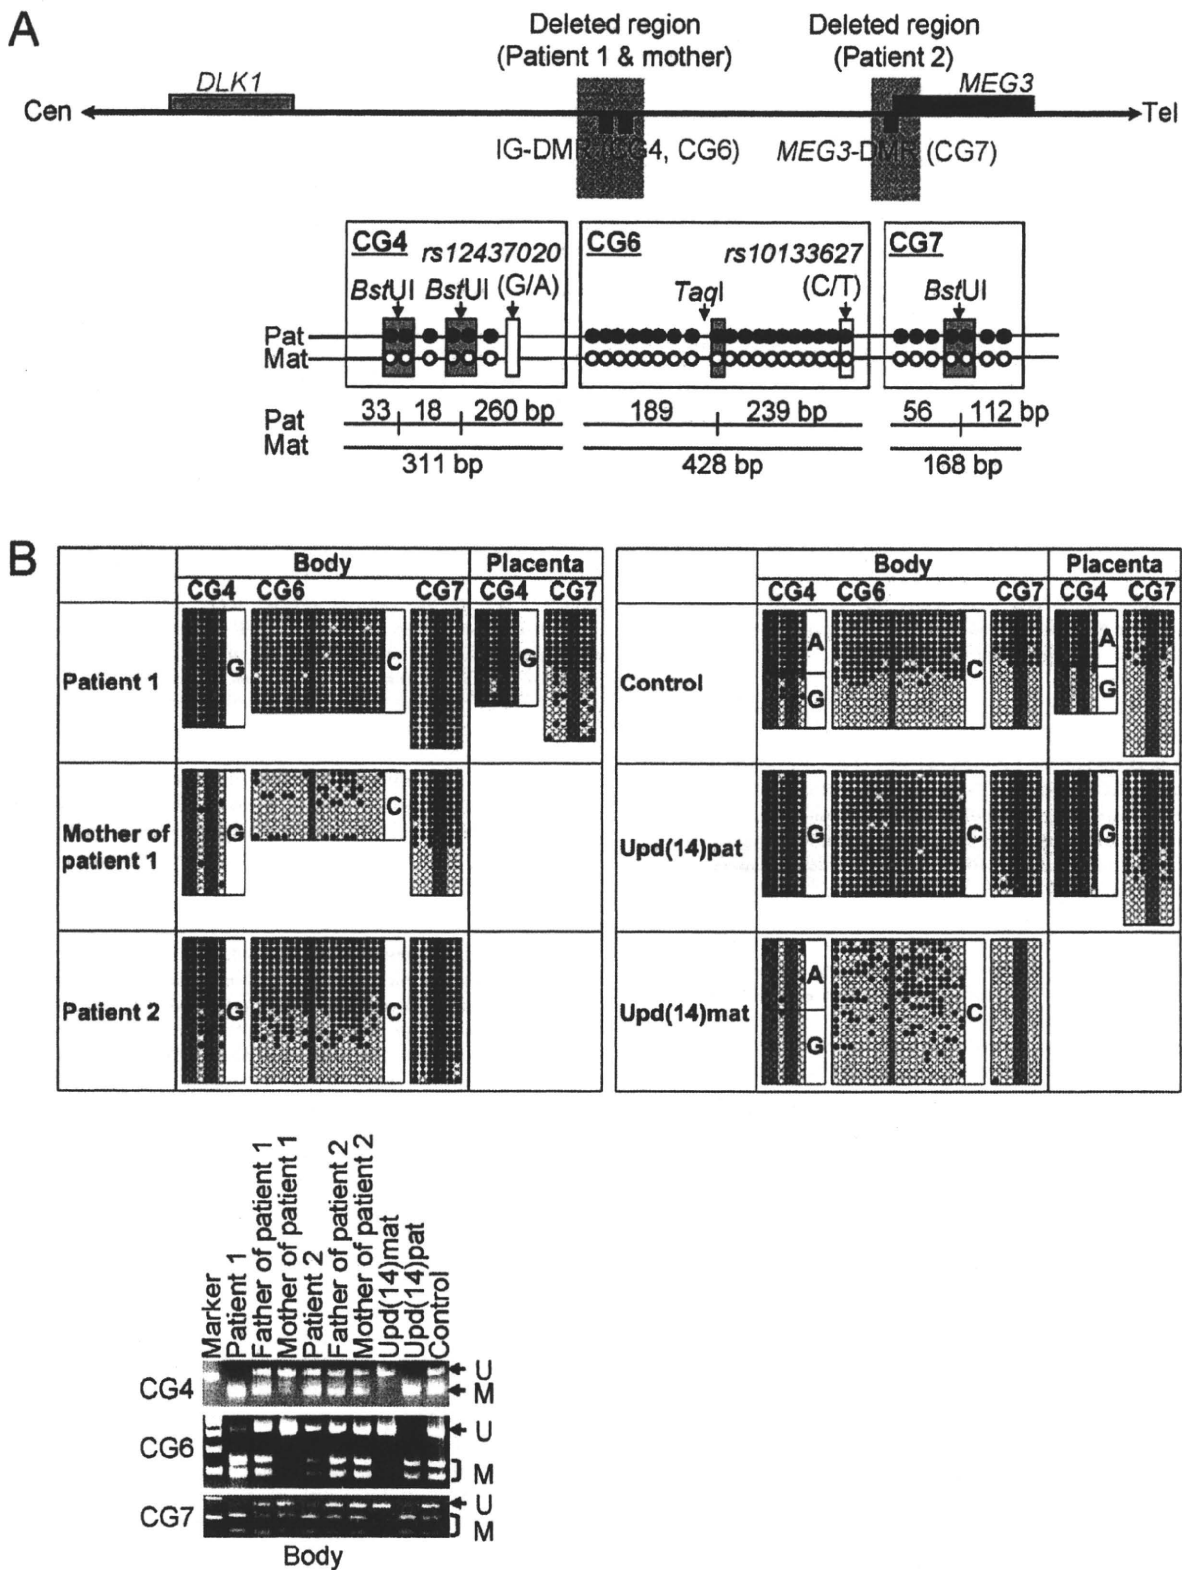 A
Deleted region
(Patient 1 & mother)
Deleted region
(Patient 2)
DLK1
MEG3
Cen
Tel
IG-DMR (CG4, CG6)
MEG3-DMR (CG7)
CG4
rs12437020
BstUI BstUI (G/A)
CG6
rs10133627
TaqI
(C/T)
CG7
BstUI
Pat
Mat
33 18 260 bp
189 239 bp
56 112 bp
Pat
Mat
311 bp
428 bp
168 bp
B
Body Placenta
CG4 CG6 CG7 CG4 CG7
Patient 1
G C G
Mother of
patient 1
G C
Patient 2
G C
Body Placenta
CG4 CG6 CG7 CG4 CG7
Control
A G C A G
Upd(14)pat
G C G
Upd(14)mat
A G C
Marker
Patient 1
Father of patient 1
Mother of patient 1
Patient 2
Father of patient 2
Mother of patient 2
Upd(14)mat
Upd(14)pat
Control
CG4
U
M
CG6
U
M
CG7
U
M
Body